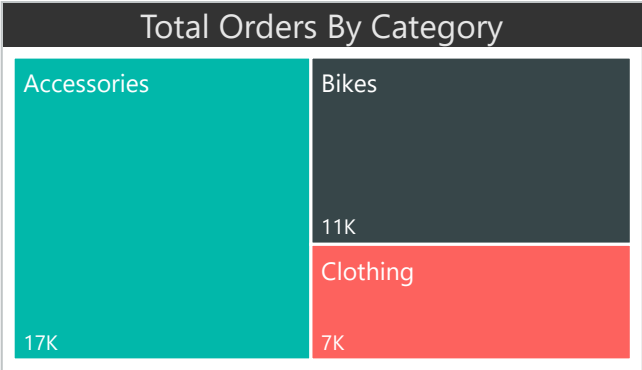 Total Orders By Category
Accessories
17K
Bikes
11K
Clothing
7K